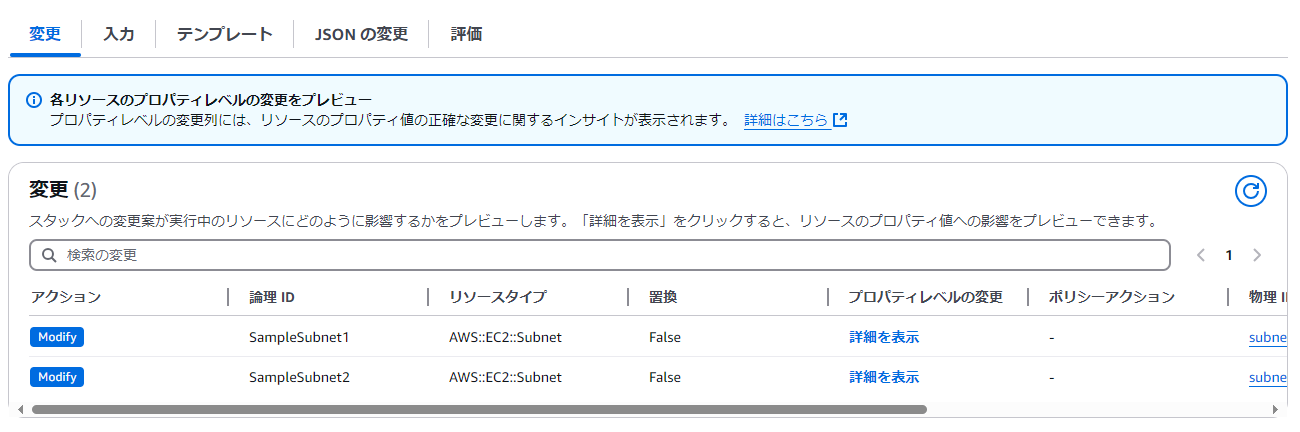 変更 入力 テンプレート JSON の変更 評価
各リソースのプロパティレベルの変更をプレビュー
プロパティレベルの変更列には、リソースのプロパティ値の正確な変更に関するインサイトが表示されます。 詳細はこちら
変更 (2)
スタックへの変更案が実行中のリソースにどのように影響するかをプレビューします。「詳細を表示」をクリックすると、リソースのプロパティ値への影響をプレビューできます。
検索の変更 1
アクション 論理 ID リソースタイプ 置換 プロパティレベルの変更 ポリシーアクション 物理 I
Modify SampleSubnet1 AWS::EC2::Subnet False 詳細を表示 - subne
Modify SampleSubnet2 AWS::EC2::Subnet False 詳細を表示 - subne